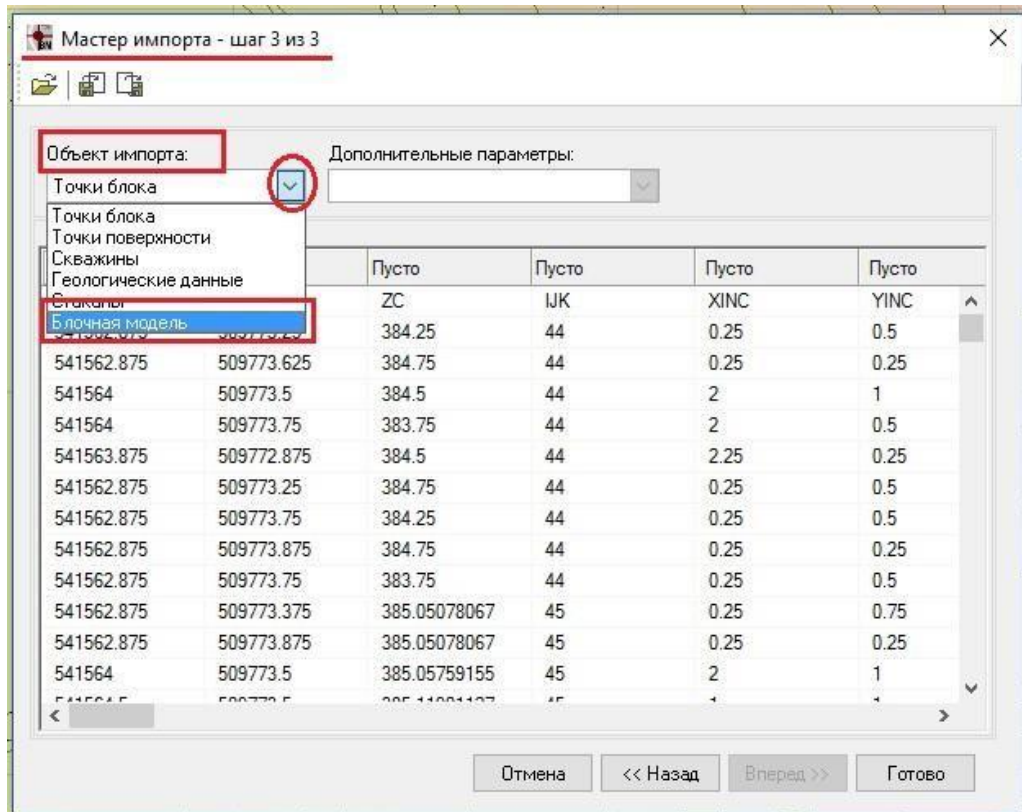 Мастер импорта - шаг 3 из 3
Объект импорта: Дополнительные параметры:
Точки блока
Точки блока
Точки поверхности
Скважины
Геологические данные
Стаканы
Блочная модель
Пусто Пусто Пусто Пусто
ZC IJK XINC YINC
384.25 44 0.25 0.5
541562.875 509773.625 384.75 44 0.25 0.25
541564 509773.5 384.5 44 2 1
541564 509773.75 383.75 44 2 0.5
541563.875 509772.875 384.5 44 2.25 0.25
541562.875 509773.25 384.75 44 0.25 0.5
541562.875 509773.75 384.25 44 0.25 0.5
541562.875 509773.875 384.75 44 0.25 0.25
541562.875 509773.75 383.75 44 0.25 0.5
541562.875 509773.375 385.05078067 45 0.25 0.75
541562.875 509773.875 385.05078067 45 0.25 0.25
541564 509773.5 385.05759155 45 2 1
Отмена << Назад Вперед >> Готово